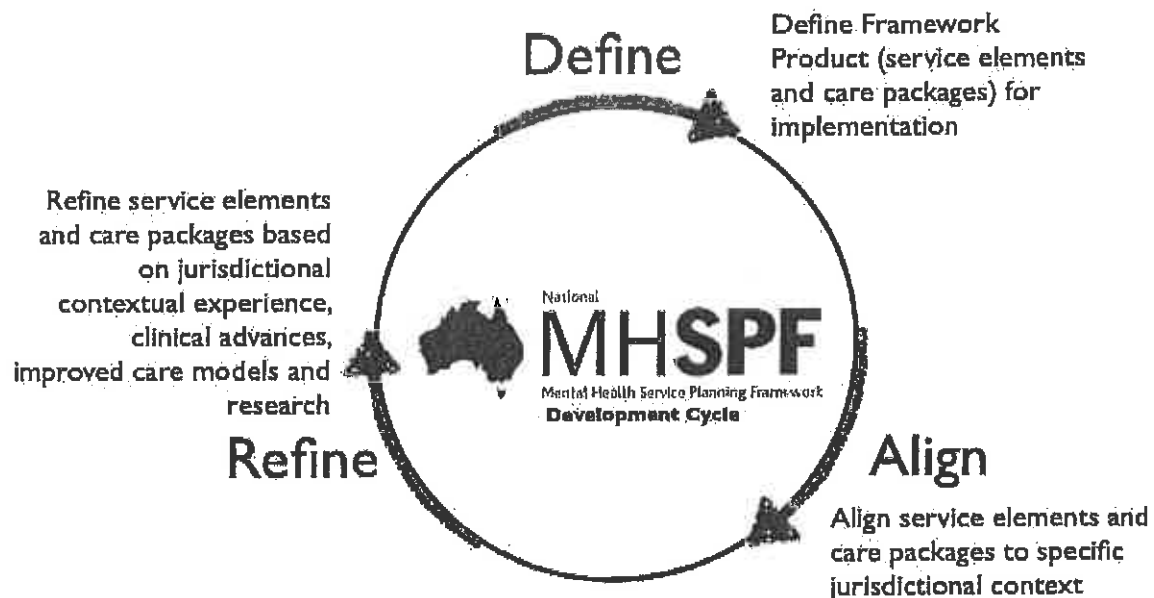 Define
Define Framework
Product (service elements
and care packages) for
implementation
Refine service elements
and care packages based
on jurisdictional
contextual experience,
clinical advances,
improved care models and
research
Refine
National
MHSPF
Mental Health Service Planning Framework
Development Cycle
Align
Align service elements and
care packages to specific
jurisdictional context